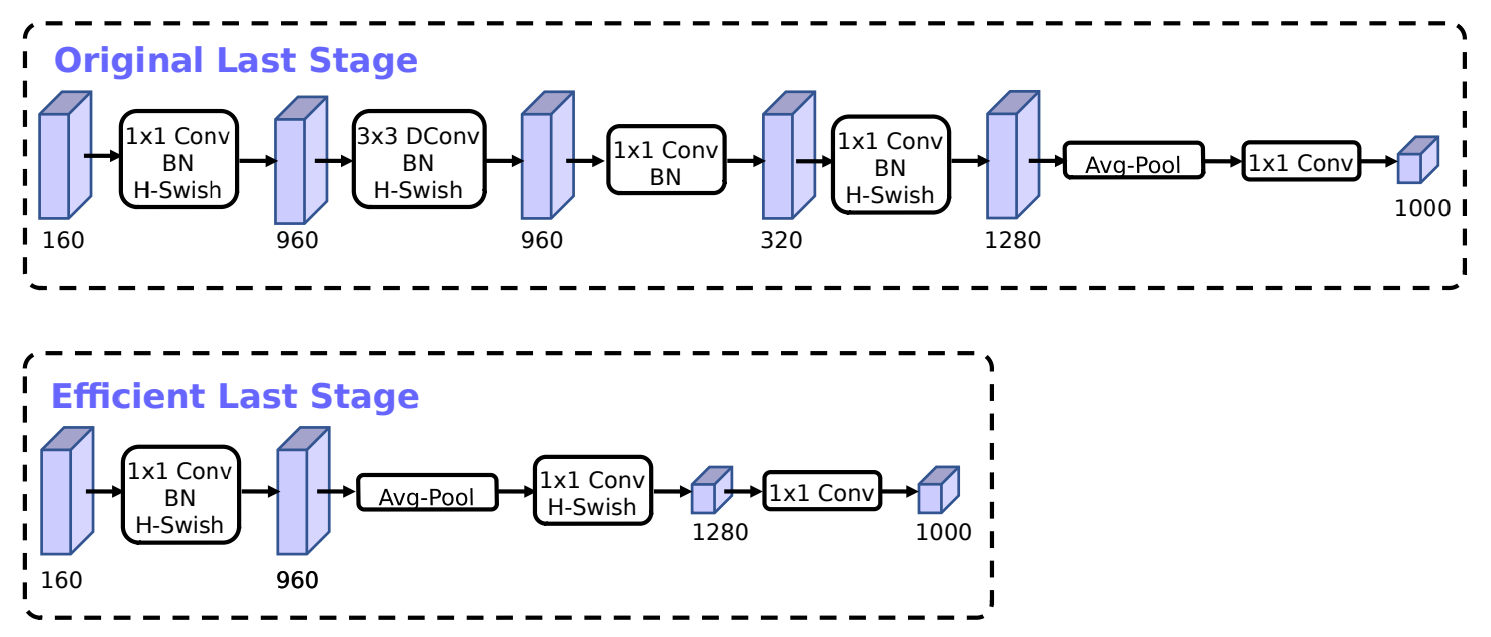 Original Last Stage
1x1 Conv
BN
H-Swish
3x3 DConv
BN
H-Swish
1x1 Conv
BN
1x1 Conv
BN
H-Swish
Avg-Pool
1x1 Conv
160
960
960
320
1280
1000
Efficient Last Stage
1x1 Conv
BN
H-Swish
Avg-Pool
1x1 Conv
H-Swish
1x1 Conv
160
960
1280
1000